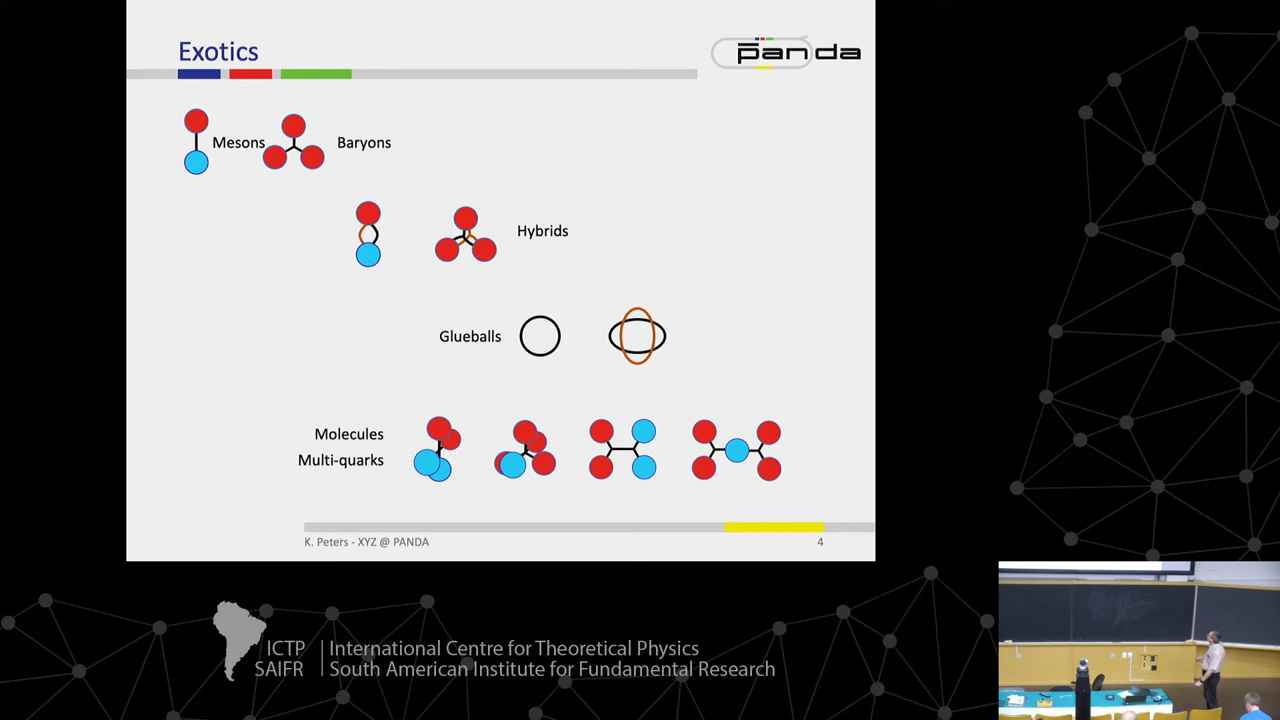 Exotics
panda
Mesons
Baryons
Hybrids
Glueballs
Molecules
Multi-quarks
K. Peters - XYZ @ PANDA
4
ICTP
SAIFR
International Centre for Theoretical Physics
South American Institute for Fundamental Research